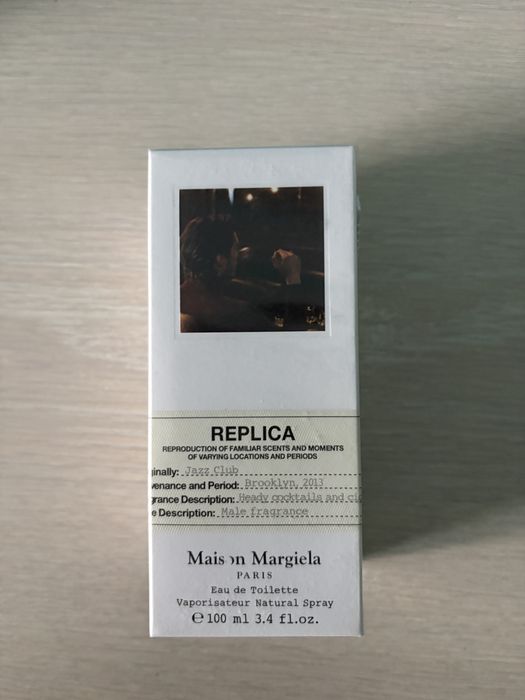 REPLICA
REPRODUCTION OF FAMILIAR SCENTS AND MOMENTS
OF VARYING LOCATIONS AND PERIODS
inally: Jazz Club
venance and Period: Brooklyn, 2013
grance Description: Heady cocktails and cig
e Description: Male fragrance
Maison Margiela
PARIS
Eau de Toilette
Vaporisateur Natural Spray
℮ 100 ml 3.4 fl.oz.